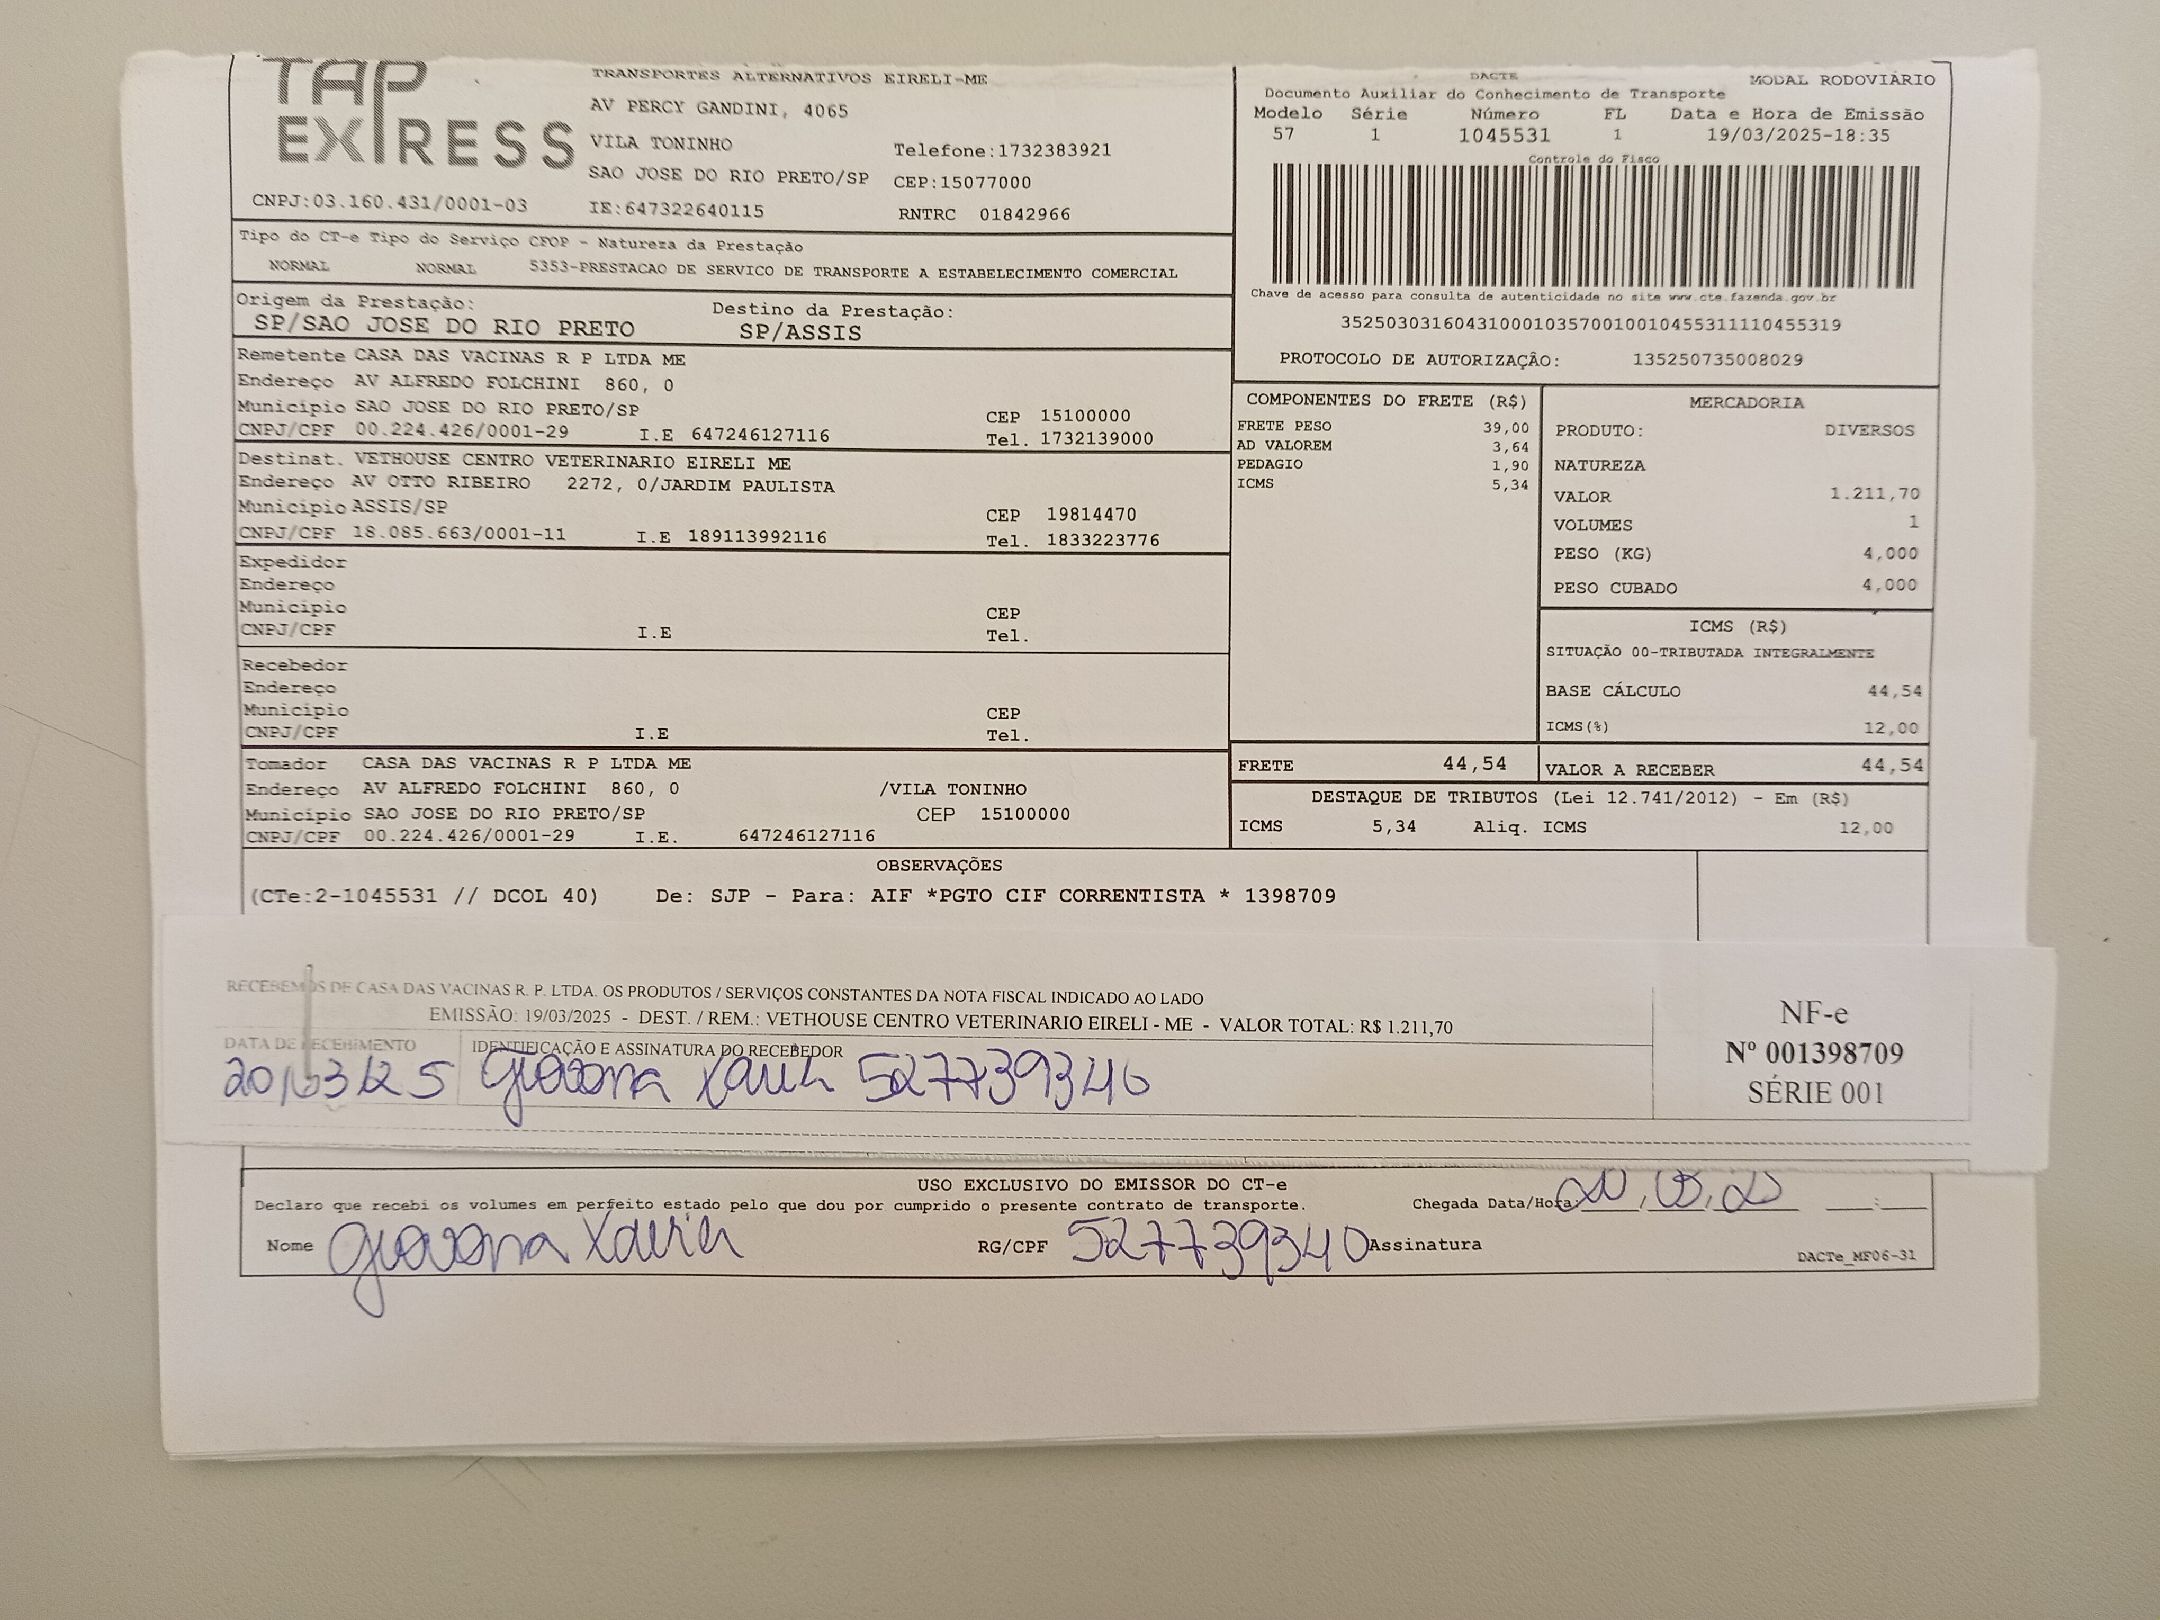 TAP EXPRESS
TRANSPORTES ALTERNATIVOS EIRELI-ME
AV PERCY GANDINI, 4065
VILA TONINHO Telefone:1732383921
SAO JOSE DO RIO PRETO/SP CEP:15077000
CNPJ:03.160.431/0001-03 IE:647322640115 RNTRC 01842966
DACTE MODAL RODOVIÁRIO
Documento Auxiliar do Conhecimento de Transporte
Modelo Série Número FL Data e Hora de Emissão
57 1 1045531 1 19/03/2025-18:35
Controle do Fisco
Chave de acesso para consulta de autenticidade no site www.cte.fazenda.gov.br
35250303160431000103570010010455311110455319
PROTOCOLO DE AUTORIZAÇÃO: 135250735008029
Tipo do CT-e Tipo do Serviço CFOP - Natureza da Prestação
NORMAL NORMAL 5353-PRESTACAO DE SERVICO DE TRANSPORTE A ESTABELECIMENTO COMERCIAL
Origem da Prestação: Destino da Prestação:
SP/SAO JOSE DO RIO PRETO SP/ASSIS
Remetente CASA DAS VACINAS R P LTDA ME
Endereço AV ALFREDO FOLCHINI 860, 0
Município SAO JOSE DO RIO PRETO/SP CEP 15100000
CNPJ/CPF 00.224.426/0001-29 I.E 647246127116 Tel. 1732139000
Destinat. VETHOUSE CENTRO VETERINARIO EIRELI ME
Endereço AV OTTO RIBEIRO 2272, 0/JARDIM PAULISTA
Município ASSIS/SP CEP 19814470
CNPJ/CPF 18.085.663/0001-11 I.E 189113992116 Tel. 1833223776
Expedidor
Endereço
Município CEP
CNPJ/CPF I.E Tel.
Recebedor
Endereço
Município CEP
CNPJ/CPF I.E Tel.
Tomador CASA DAS VACINAS R P LTDA ME
Endereço AV ALFREDO FOLCHINI 860, 0 /VILA TONINHO
Município SAO JOSE DO RIO PRETO/SP CEP 15100000
CNPJ/CPF 00.224.426/0001-29 I.E. 647246127116
COMPONENTES DO FRETE (R$)
FRETE PESO 39,00
AD VALOREM 3,64
PEDAGIO 1,90
ICMS 5,34
MERCADORIA
PRODUTO: DIVERSOS
NATUREZA
VALOR 1.211,70
VOLUMES 1
PESO (KG) 4,000
PESO CUBADO 4,000
ICMS (R$)
SITUAÇÃO 00-TRIBUTADA INTEGRALMENTE
BASE CÁLCULO 44,54
ICMS(%) 12,00
FRETE 44,54 VALOR A RECEBER 44,54
DESTAQUE DE TRIBUTOS (Lei 12.741/2012) - Em (R$)
ICMS 5,34 Aliq. ICMS 12,00
OBSERVAÇÕES
(CTe:2-1045531 // DCOL 40) De: SJP - Para: AIF *PGTO CIF CORRENTISTA * 1398709
RECEBEMOS DE CASA DAS VACINAS R. P. LTDA. OS PRODUTOS / SERVIÇOS CONSTANTES DA NOTA FISCAL INDICADO AO LADO
EMISSÃO: 19/03/2025 - DEST. / REM.: VETHOUSE CENTRO VETERINARIO EIRELI - ME - VALOR TOTAL: R$ 1.211,70
DATA DE RECEBIMENTO IDENTIFICAÇÃO E ASSINATURA DO RECEBEDOR
20/03/25 Giovona Xavier 527739340
NF-e
Nº 001398709
SÉRIE 001
USO EXCLUSIVO DO EMISSOR DO CT-e
Declaro que recebi os volumes em perfeito estado pelo que dou por cumprido o presente contrato de transporte. Chegada Data/Hora 20,03,25 :
Nome Giovona Xavier RG/CPF 527739340 Assinatura
DACTe_MF06-31